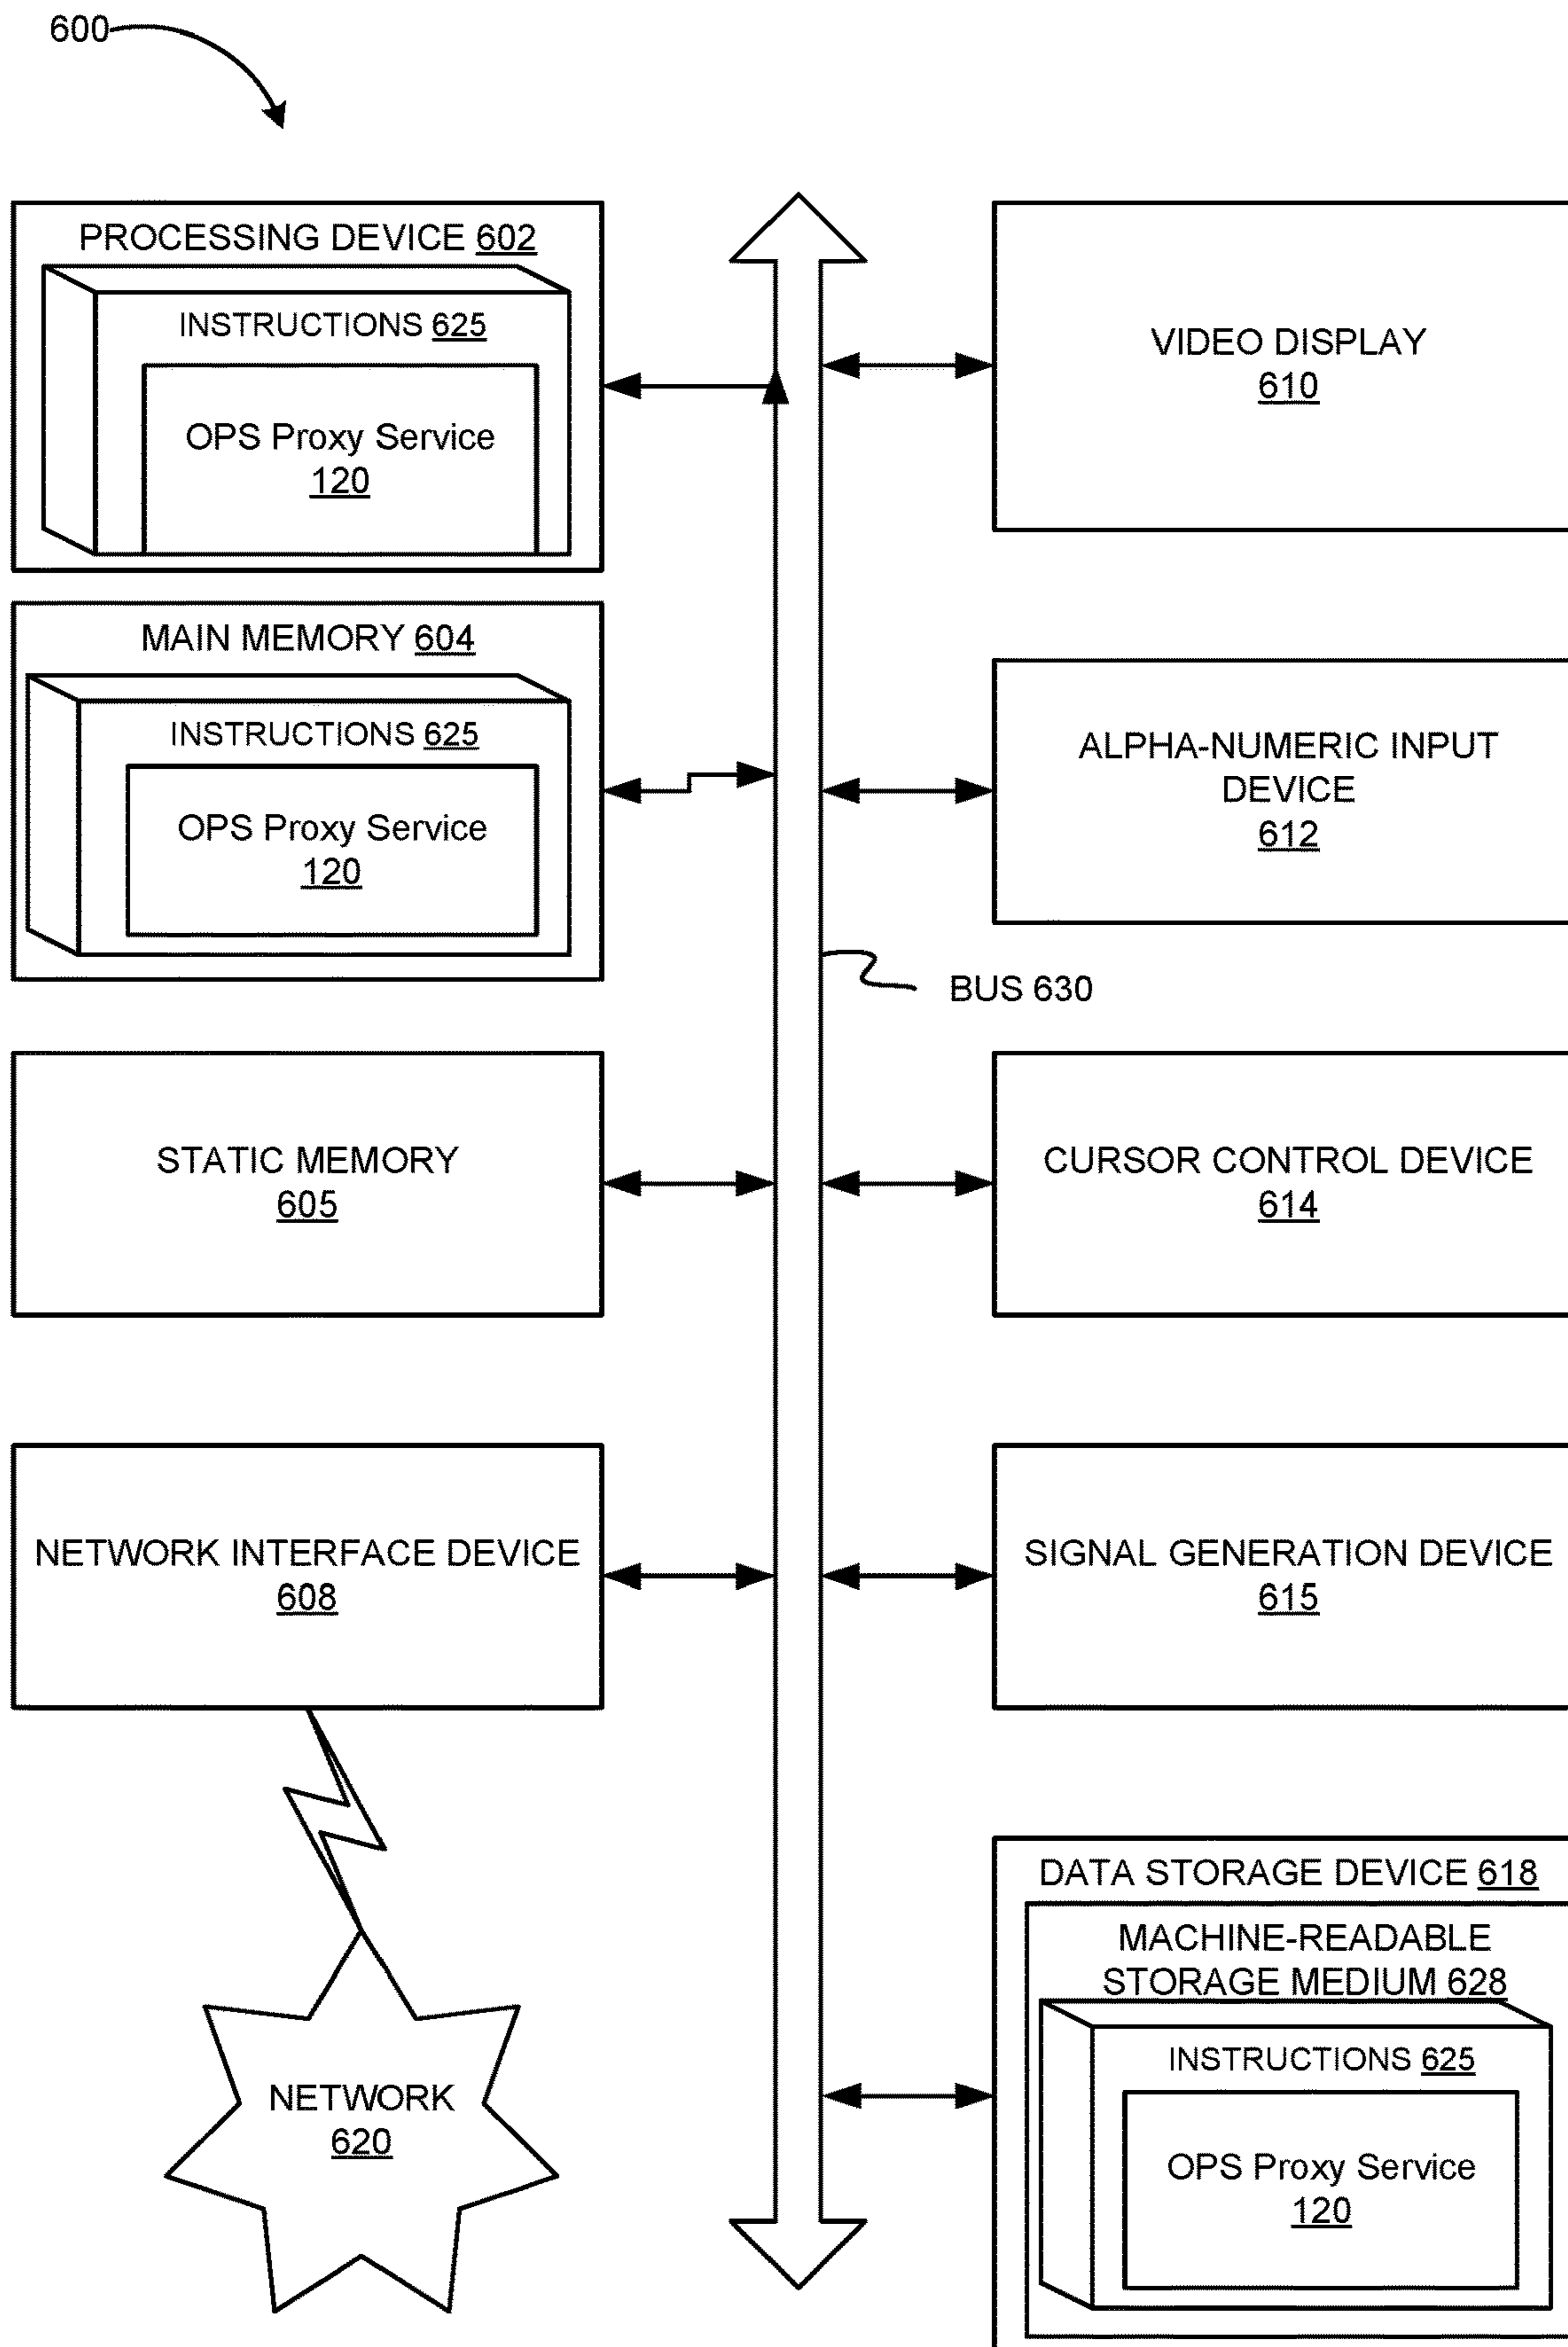 600
PROCESSING DEVICE 602
INSTRUCTIONS 625
OPS Proxy Service
120
MAIN MEMORY 604
INSTRUCTIONS 625
OPS Proxy Service
120
STATIC MEMORY
605
NETWORK INTERFACE DEVICE
608
NETWORK
620
VIDEO DISPLAY
610
ALPHA-NUMERIC INPUT
DEVICE
612
BUS 630
CURSOR CONTROL DEVICE
614
SIGNAL GENERATION DEVICE
615
DATA STORAGE DEVICE 618
MACHINE-READABLE
STORAGE MEDIUM 628
INSTRUCTIONS 625
OPS Proxy Service
120